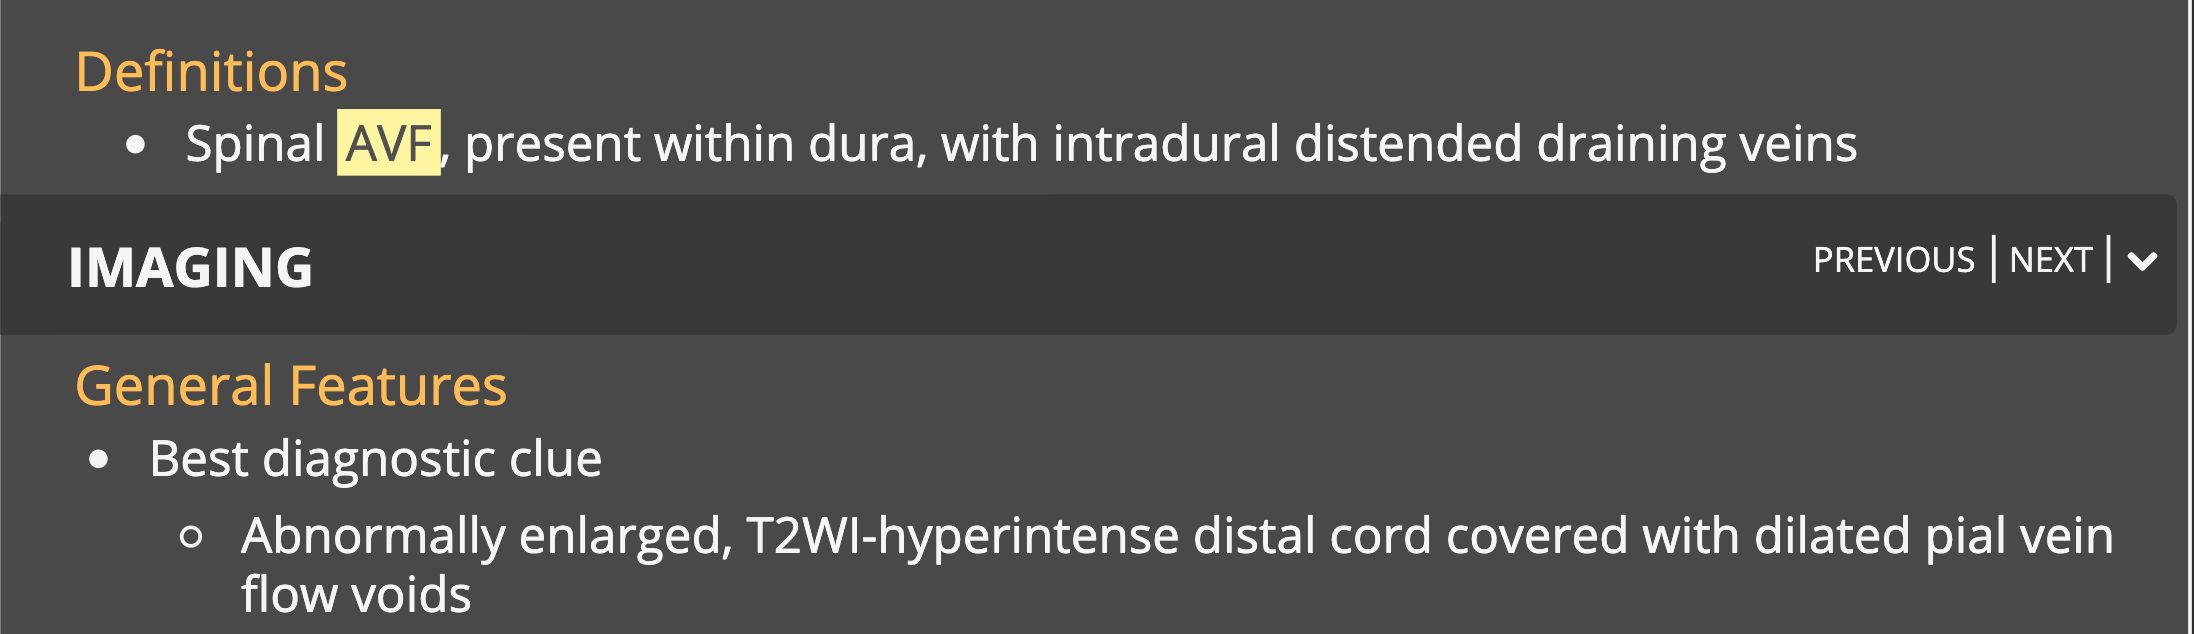 Definitions
• Spinal AVF, present within dura, with intradural distended draining veins
IMAGING
PREVIOUS | NEXT |
General Features
• Best diagnostic clue
○ Abnormally enlarged, T2WI-hyperintense distal cord covered with dilated pial vein
flow voids